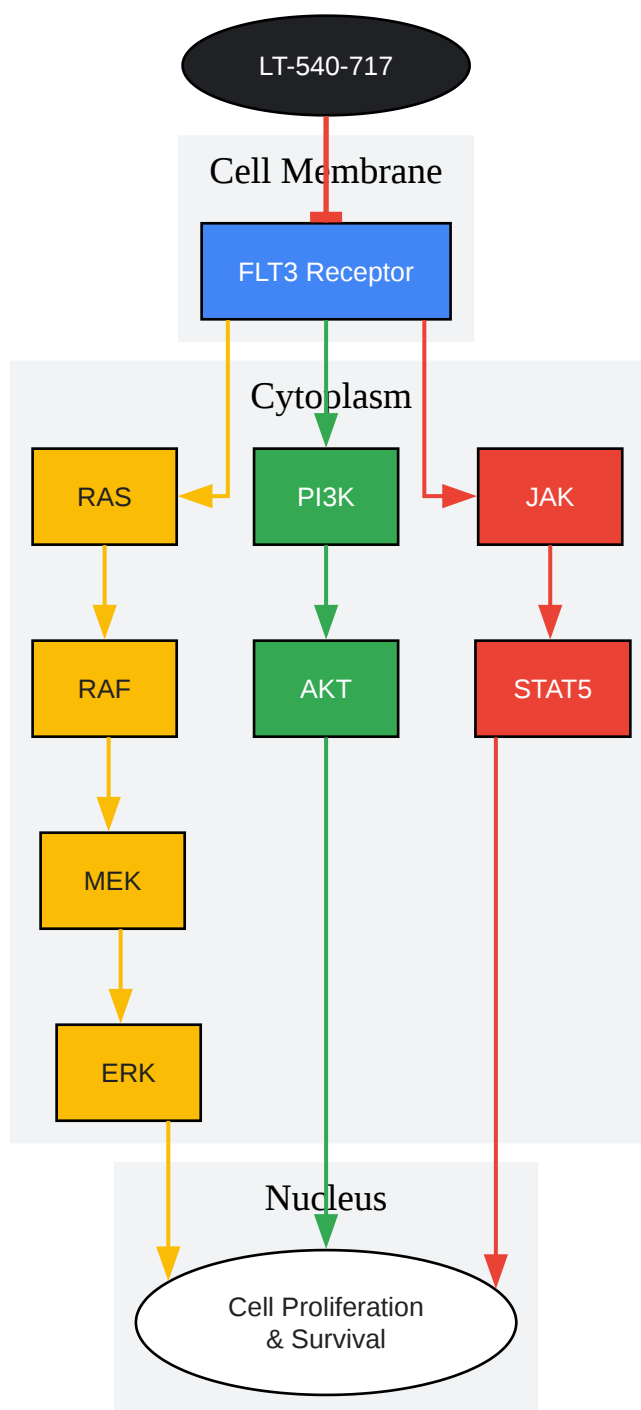 LT-540-717
Cell Membrane
FLT3 Receptor
Cytoplasm
RAS
PI3K
JAK
RAF
AKT
STAT5
MEK
ERK
Nucleus
Cell Proliferation
& Survival